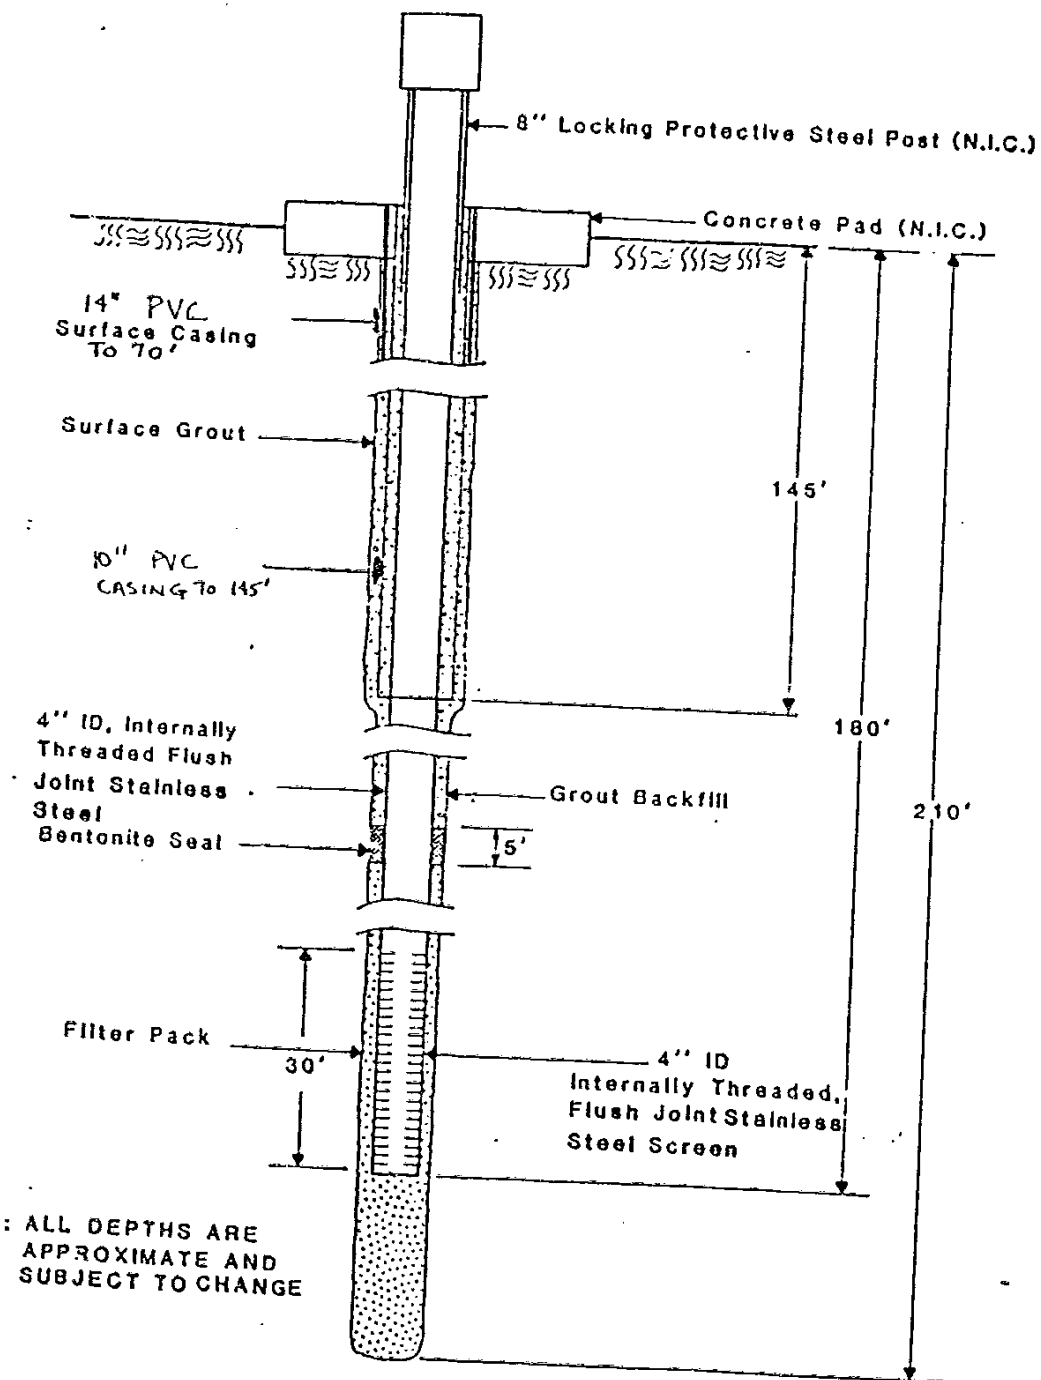 8'' Locking Protective Steel Post (N.I.C.)
Concrete Pad (N.I.C.)
14" PVC
Surface Casing
TO 70'
Surface Grout
145'
10'' PVC
CASING TO 145'
4'' ID, Internally
Threaded Flush
Joint Stainless
Steel
Bentonite Seal
180'
Grout Backfill
210'
5'
Filter Pack
30'
4'' ID
Internally Threaded,
Flush Joint Stainless
Steel Screen
: ALL DEPTHS ARE
APPROXIMATE AND
SUBJECT TO CHANGE